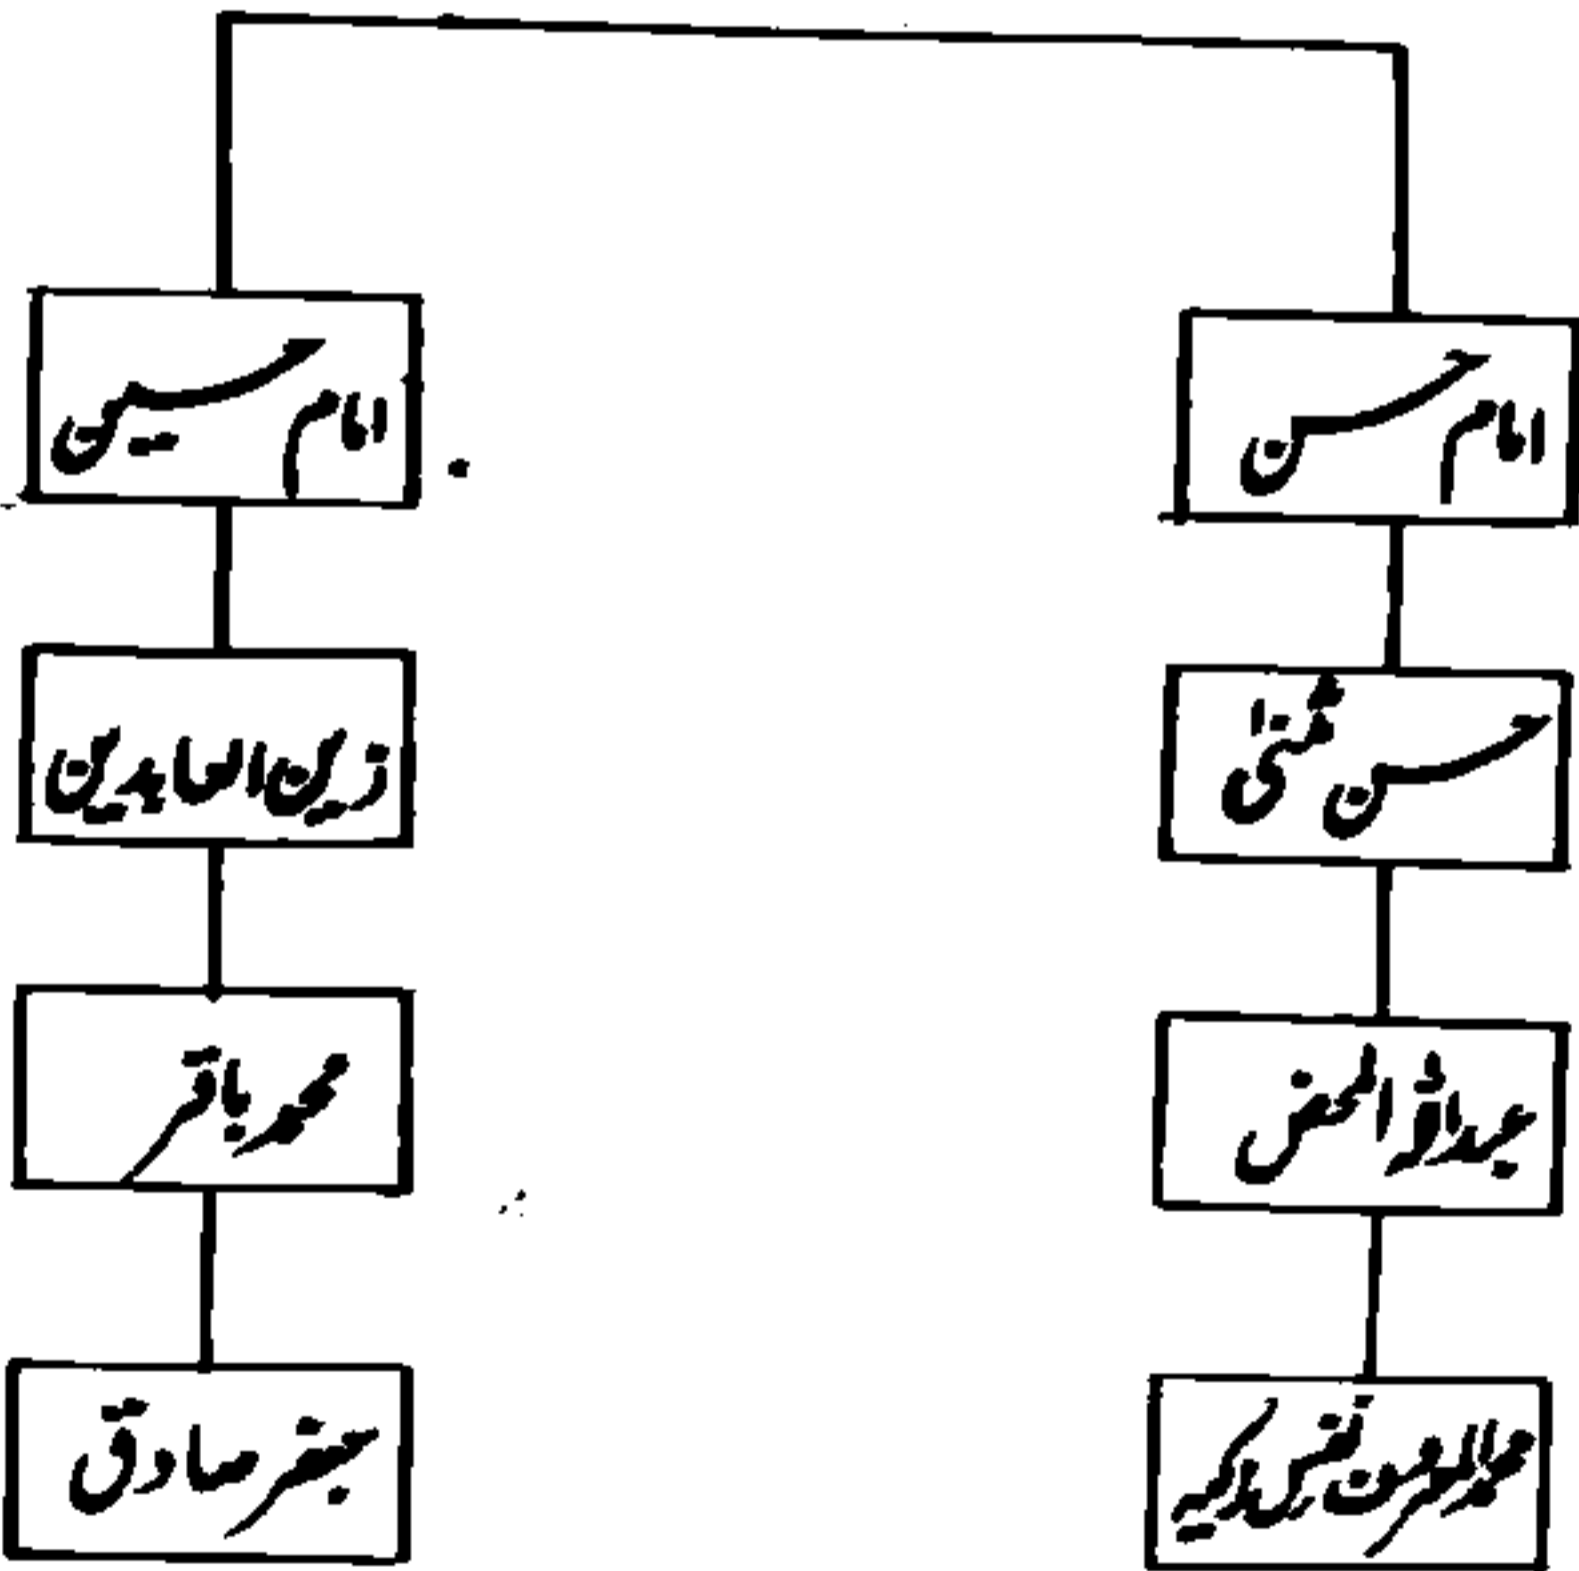 امام حسن
امام حسین
حسن مثنیٰ
زین العابدین
عبداللہ المحض
محمد باقر
محمد المعروف نفس زکیہ
جعفر صادق